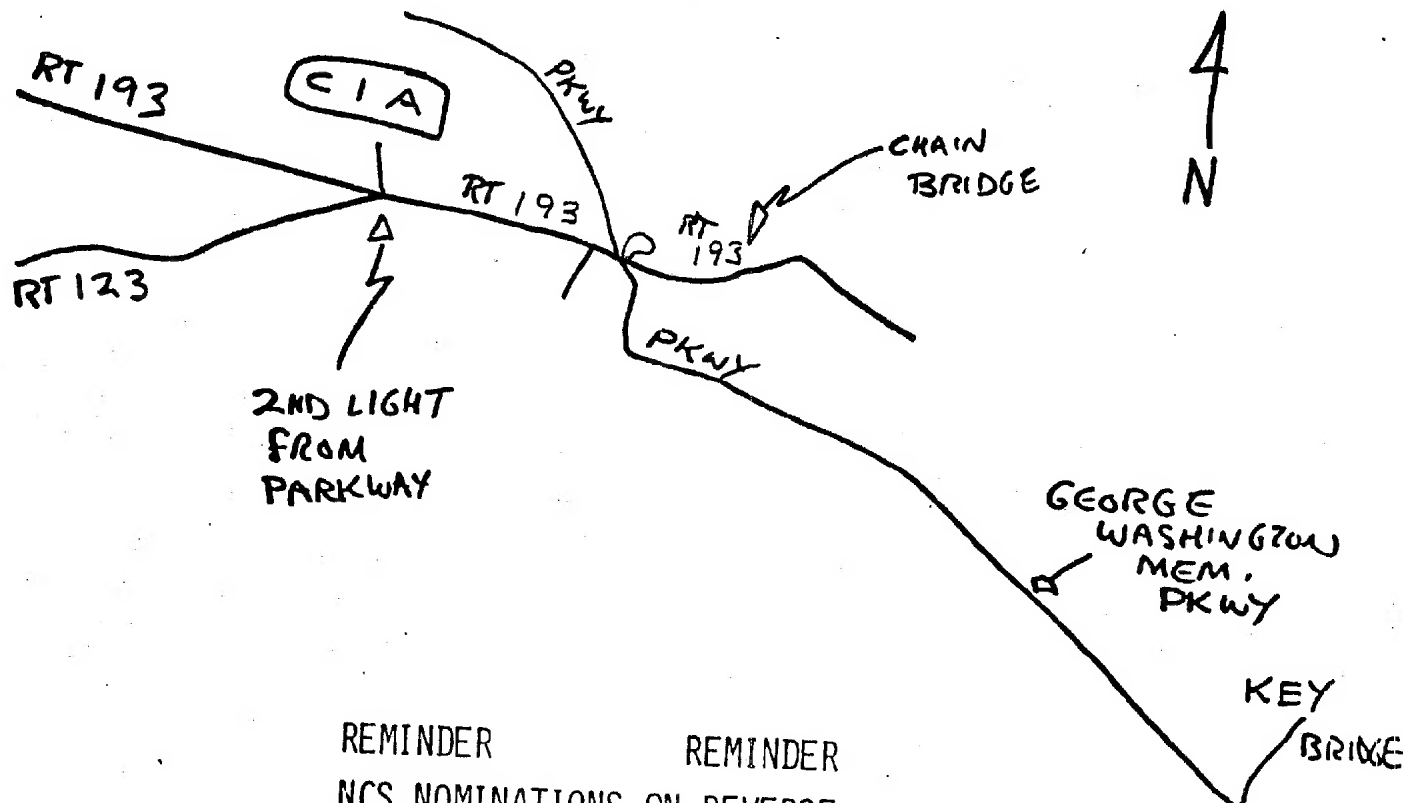 RT 193
CIA
PKWY
RT 193
RT
193
CHAIN
BRIDGE
N
RT 123
2ND LIGHT
FROM
PARKWAY
PKWY
GEORGE
WASHINGTON
MEM.
PKWY
KEY
BRIDGE
REMINDER REMINDER
NCS NOMINATIONS ON REVERSE